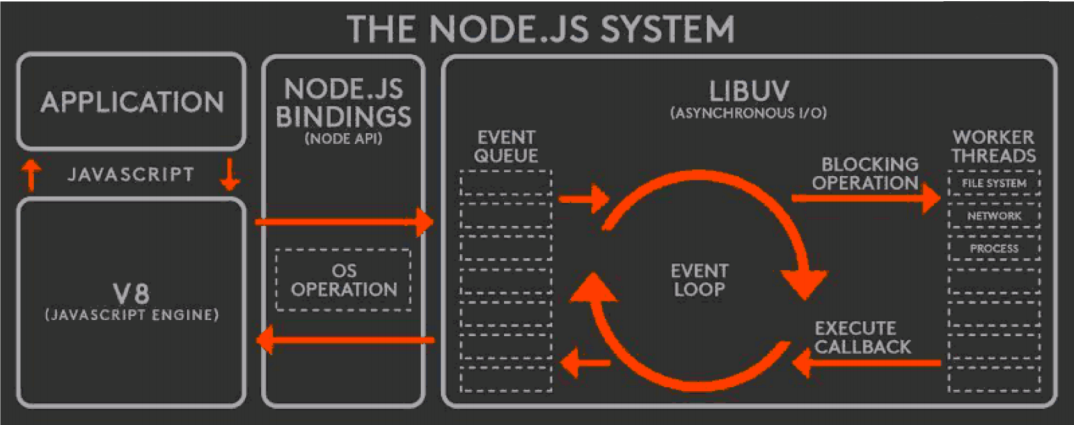 THE NODE.JS SYSTEM
APPLICATION
JAVASCRIPT
V8
(JAVASCRIPT ENGINE)
NODE.JS
BINDINGS
(NODE API)
OS
OPERATION
LIBUV
(ASYNCHRONOUS I/O)
EVENT
QUEUE
EVENT
LOOP
BLOCKING
OPERATION
EXECUTE
CALLBACK
WORKER
THREADS
FILE SYSTEM
NETWORK
PROCESS